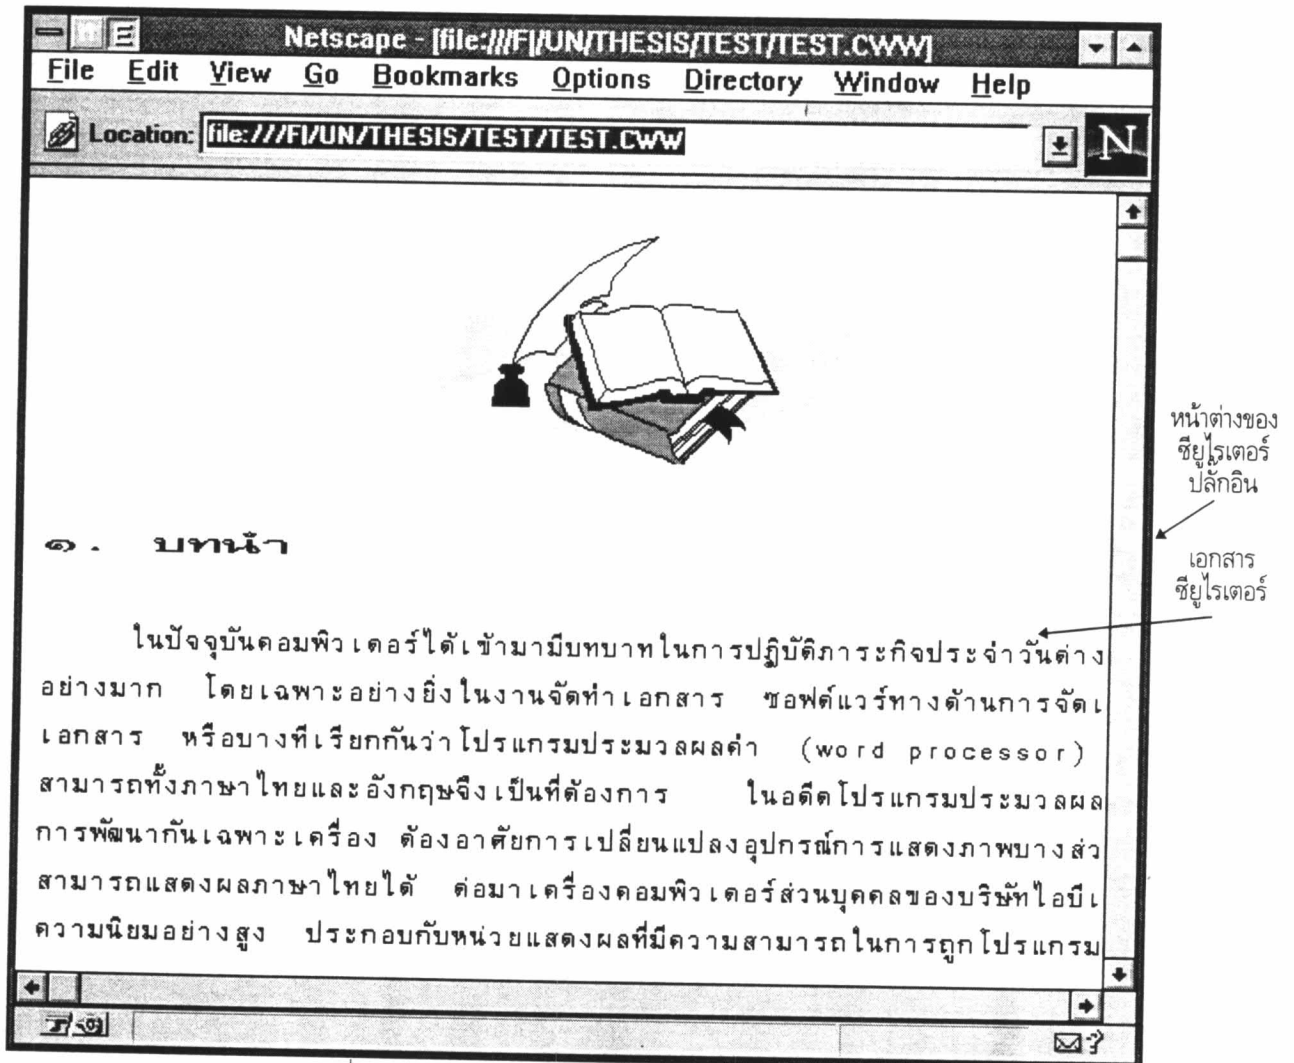 Netscape - [file:///F|/UN/THESIS/TEST/TEST.CWW]
File Edit View Go Bookmarks Options Directory Window Help
Location: file:///F|/UN/THESIS/TEST/TEST.CWW
N
๑. บทนำ
ในปัจจุบันคอมพิวเตอร์ได้เข้ามามีบทบาทในการปฏิบัติภาระกิจประจำวันต่าง
อย่างมาก โดยเฉพาะอย่างยิ่งในงานจัดทำเอกสาร ซอฟต์แวร์ทางด้านการจัดเ
เอกสาร หรือบางทีเรียกกันว่าโปรแกรมประมวลผลคำ (word processor)
สามารถทั้งภาษาไทยและอังกฤษจึงเป็นที่ต้องการ ในอดีตโปรแกรมประมวลผล
การพัฒนากันเฉพาะเครื่อง ต้องอาศัยการเปลี่ยนแปลงอุปกรณ์การแสดงภาพบางส่ว
สามารถแสดงผลภาษาไทยได้ ต่อมาเครื่องคอมพิวเตอร์ส่วนบุคคลของบริษัทไอบีเ
ความนิยมอย่างสูง ประกอบกับหน่วยแสดงผลที่มีความสามารถในการถูกโปรแกรม
หน้าต่างของ
ซียูไรเตอร์
ปลั๊กอิน
เอกสาร
ซียูไรเตอร์